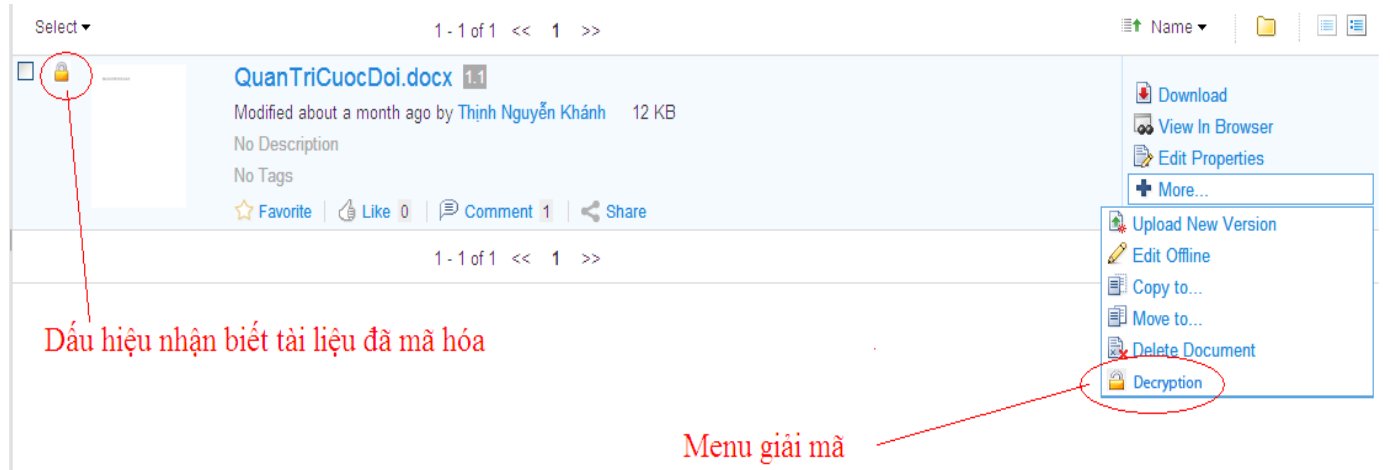 Select
1 - 1 of 1 << 1 >>
Name
QuanTriCuocDoi.docx 1.1
Modified about a month ago by Thịnh Nguyễn Khánh 12 KB
No Description
No Tags
Favorite Like 0 Comment 1 Share
Download
View In Browser
Edit Properties
More...
Upload New Version
Edit Offline
Copy to...
Move to...
Delete Document
Decryption
1 - 1 of 1 << 1 >>
Dấu hiệu nhận biết tài liệu đã mã hóa
Menu giải mã